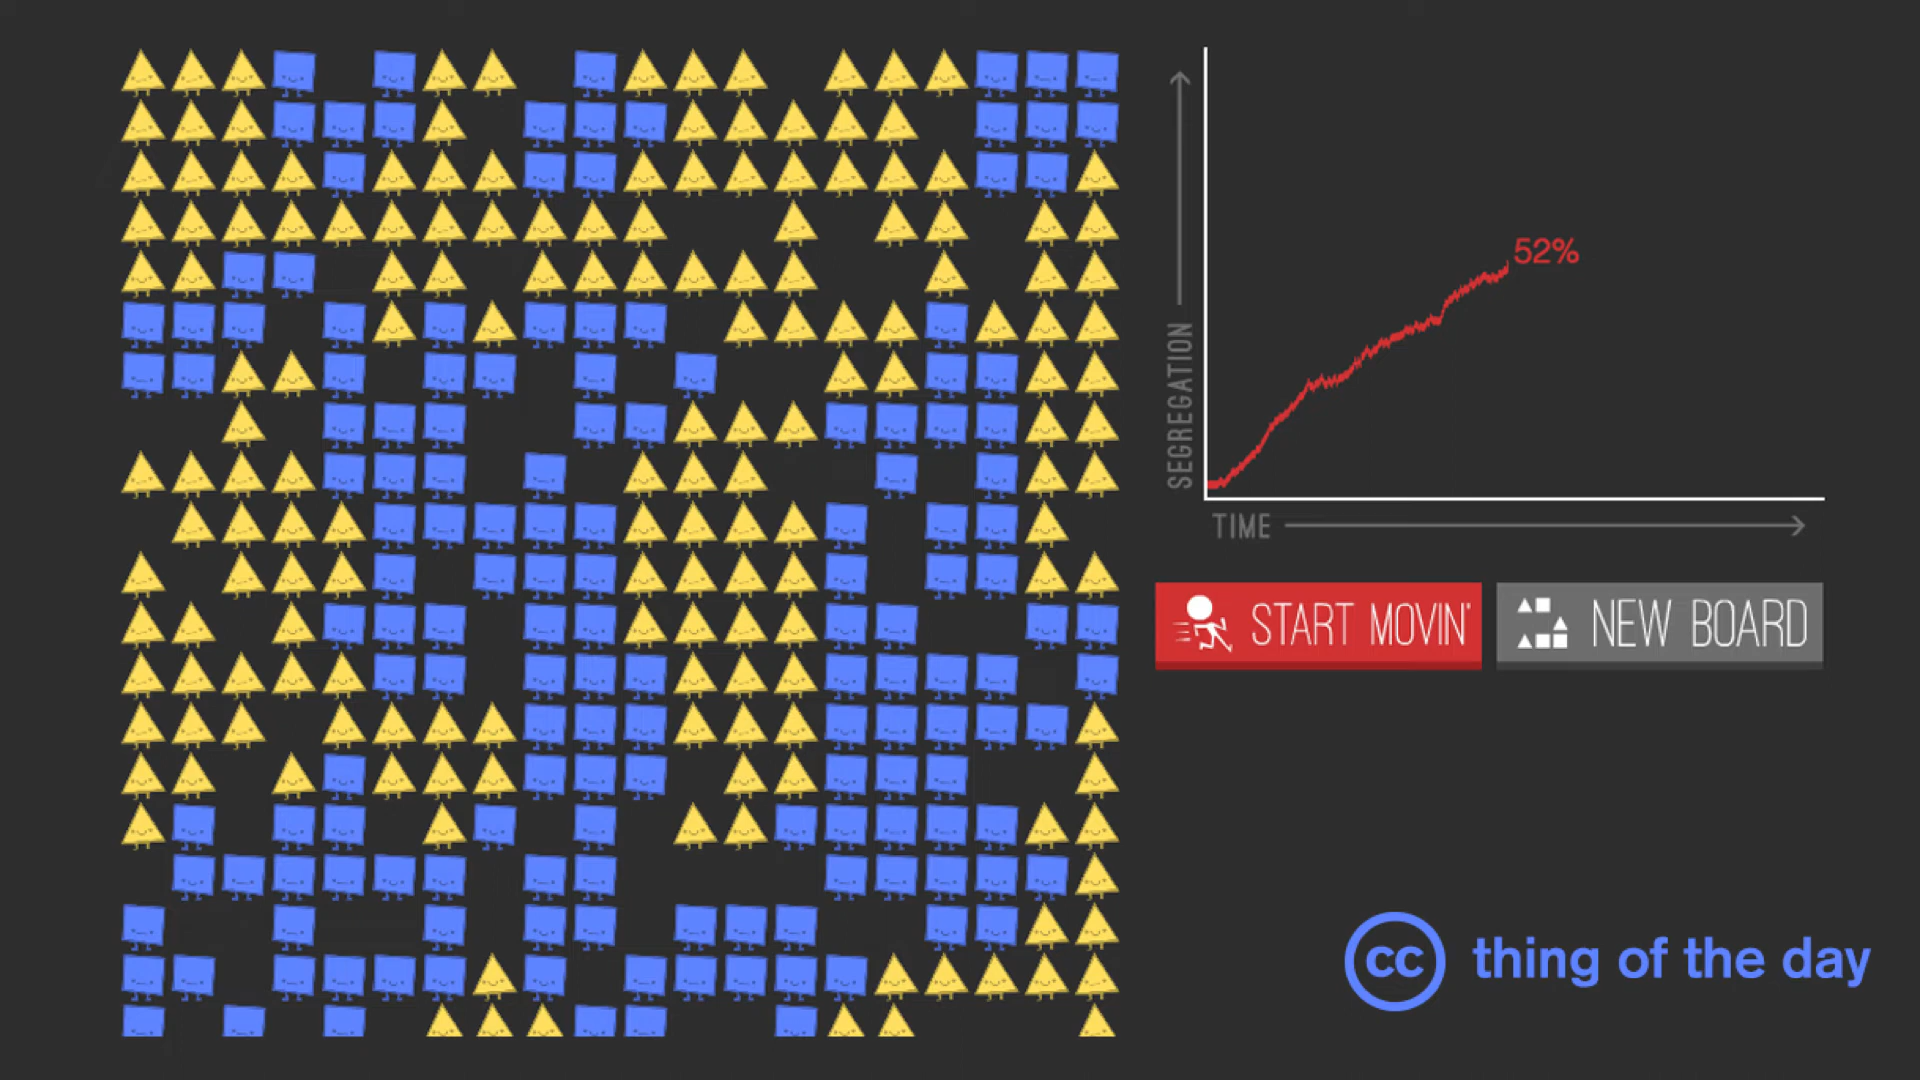 52%
SEGREGATION
TIME
START MOVIN'
NEW BOARD
cc thing of the day